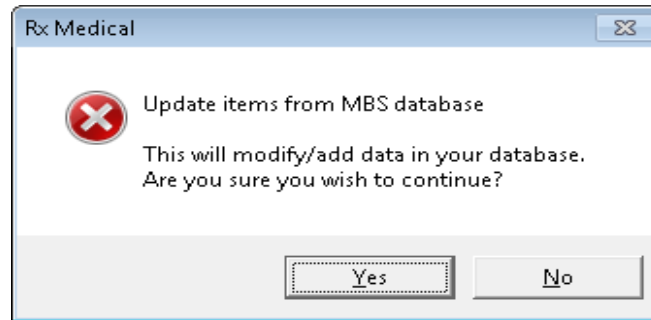 Rx Medical
Update items from MBS database
This will modify/add data in your database.
Are you sure you wish to continue?
Yes
No